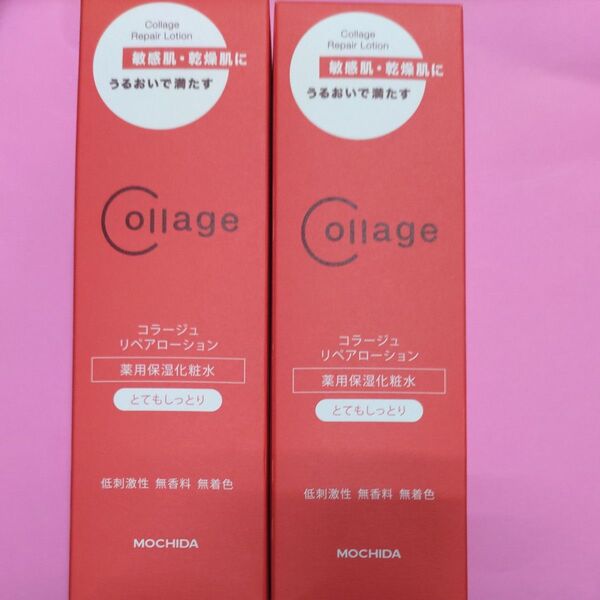 Collage
Repair Lotion
敏感肌・乾燥肌に
うるおいで満たす
Collage
コラージュ
リペアローション
薬用保湿化粧水
とてもしっとり
低刺激性 無香料 無着色
MOCHIDA
Collage
Repair Lotion
敏感肌・乾燥肌に
うるおいで満たす
Collage
コラージュ
リペアローション
薬用保湿化粧水
とてもしっとり
低刺激性 無香料 無着色
MOCHIDA